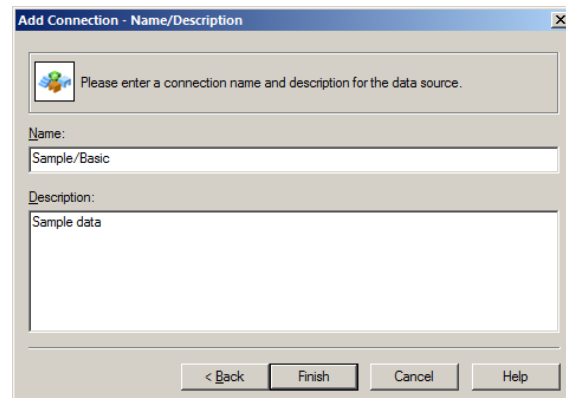 Add Connection - Name/Description
Please enter a connection name and description for the data source.
Name:
Sample/Basic
Description:
Sample data
< Back
Finish
Cancel
Help